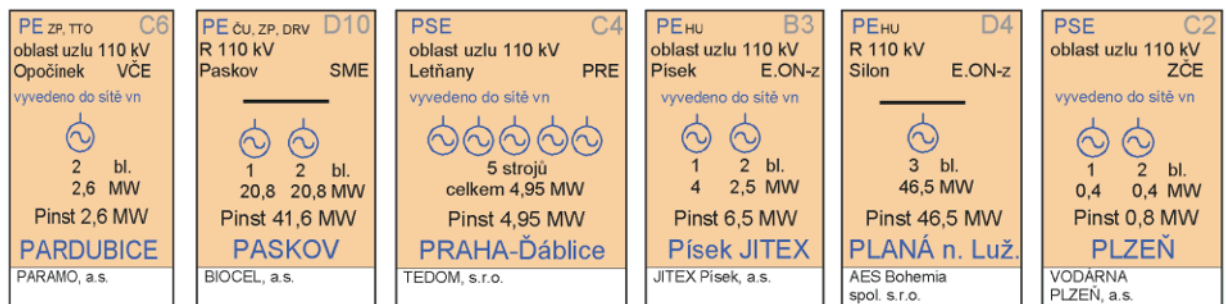 PE ZP, TTO C6
oblast uzlu 110 kV
Opočínek VČE
vyvedeno do sítě vn
2 bl.
2,6 MW
Pinst 2,6 MW
PARDUBICE
PARAMO, a.s.
PE ČU, ZP, DRV D10
R 110 kV
Paskov SME
1 2 bl.
20,8 20,8 MW
Pinst 41,6 MW
PASKOV
BIOCEL, a.s.
PSE C4
oblast uzlu 110 kV
Letňany PRE
vyvedeno do sítě vn
5 strojů
celkem 4,95 MW
Pinst 4,95 MW
PRAHA-Ďáblice
TEDOM, s.r.o.
PE HU B3
oblast uzlu 110 kV
Písek E.ON-z
vyvedeno do sítě vn
1 2 bl.
4 2,5 MW
Pinst 6,5 MW
Písek JITEX
JITEX Písek, a.s.
PE HU D4
R 110 kV
Silon E.ON-z
3 bl.
46,5 MW
Pinst 46,5 MW
PLANÁ n. Luž.
AES Bohemia
spol. s.r.o.
PSE C2
oblast uzlu 110 kV
ZČE
vyvedeno do sítě vn
1 2 bl.
0,4 0,4 MW
Pinst 0,8 MW
PLZEŇ
VODÁRNA
PLZEŇ, a.s.